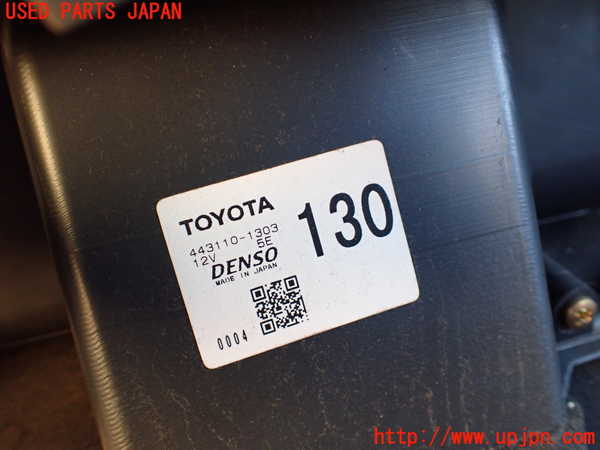 USED PARTS JAPAN
TOYOTA
130
443110-1303
12V 5E
DENSO
MADE IN JAPAN
0004
http://www.upjpn.com/